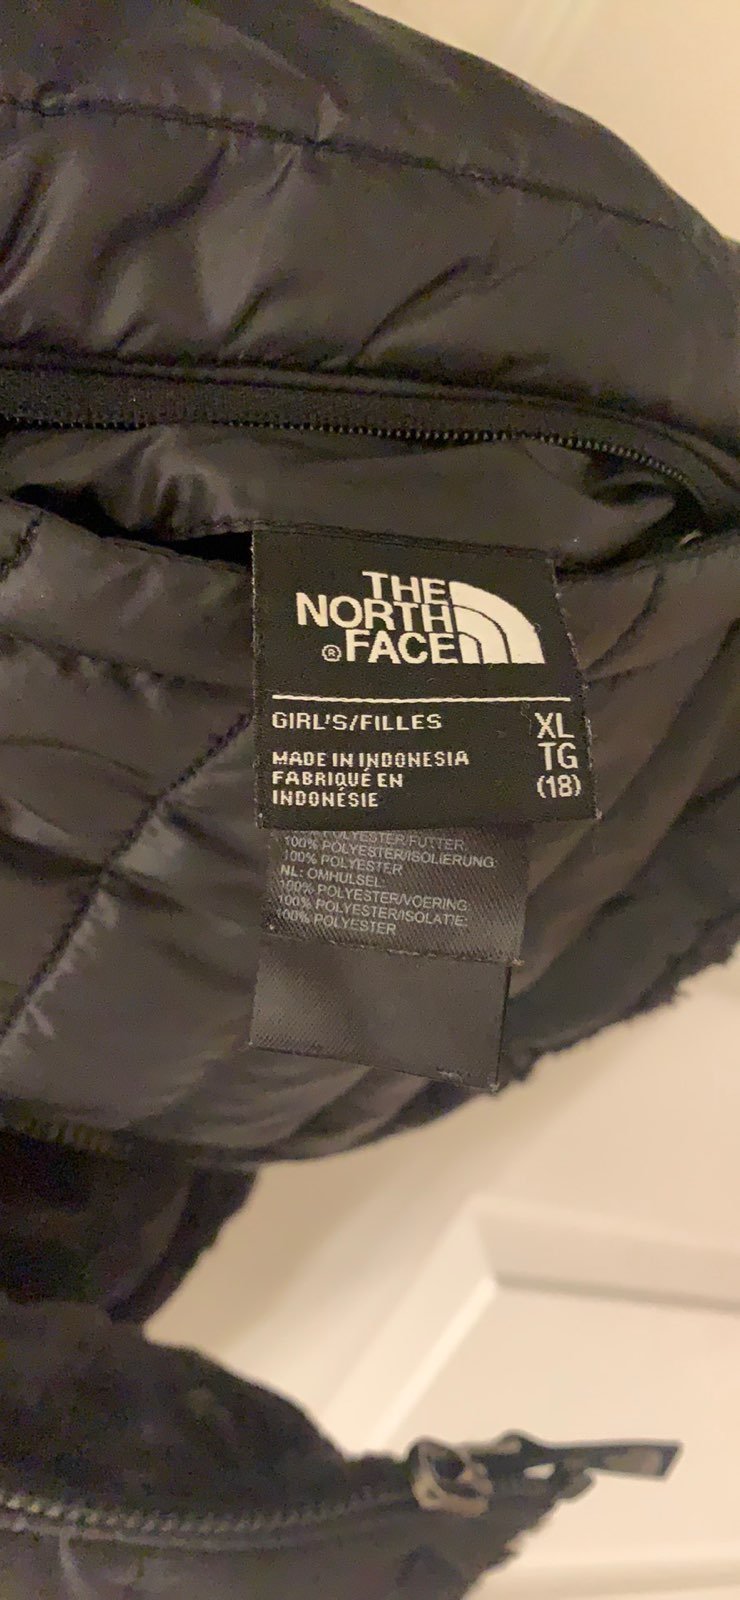 THE
NORTH
®FACE
GIRL'S/FILLES XL
MADE IN INDONESIA TG
FABRIQUÉ EN (18)
INDONÉSIE
POLYESTER/FUTTER:
100% POLYESTER/ISOLIERUNG:
100% POLYESTER
NL: OMHULSEL:
100% POLYESTER/VOERING:
100% POLYESTER/ISOLATIE:
100% POLYESTER